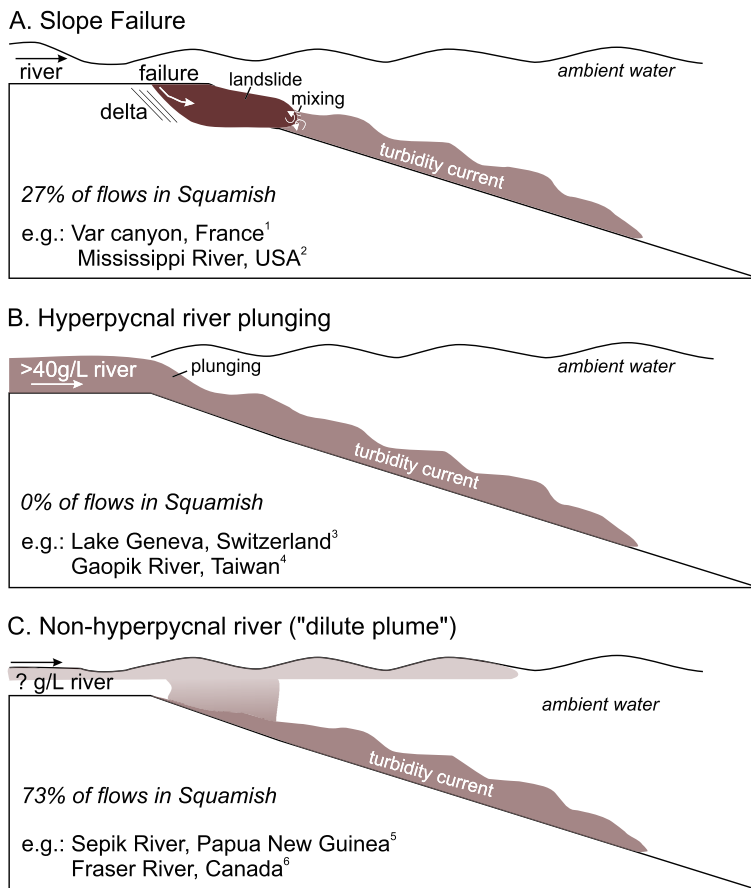 A. Slope Failure
river
failure
landslide
ambient water
delta
mixing
turbidity current
27% of flows in Squamish
e.g.: Var canyon, France¹
Mississippi River, USA²
B. Hyperpycnal river plunging
>40g/L river
plunging
ambient water
turbidity current
0% of flows in Squamish
e.g.: Lake Geneva, Switzerland³
Gaopik River, Taiwan⁴
C. Non-hyperpycnal river ("dilute plume")
? g/L river
ambient water
turbidity current
73% of flows in Squamish
e.g.: Sepik River, Papua New Guinea⁵
Fraser River, Canada⁶